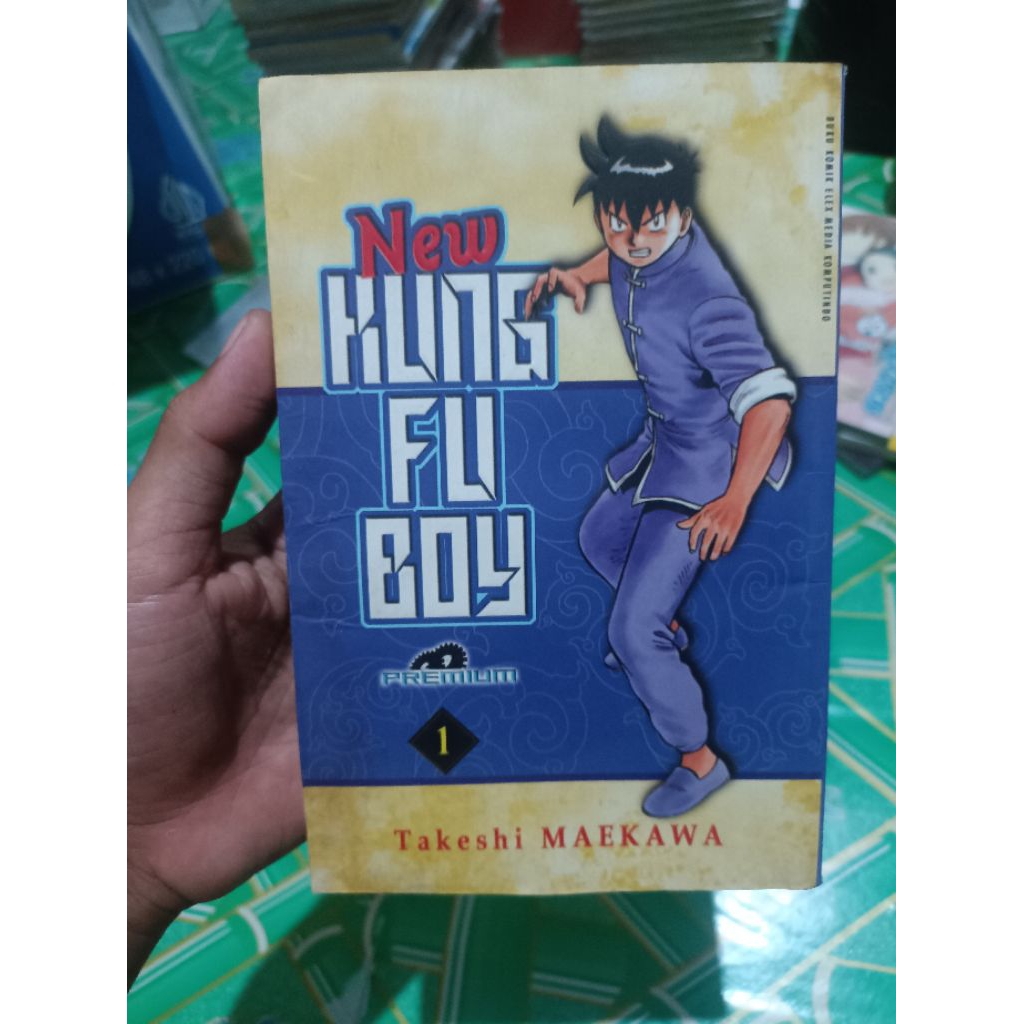 New
KUNG
FU
BOY
PREMIUM
1
Takeshi MAEKAWA
BUKU KOMIK ELEX MEDIA KOMPUTINDO